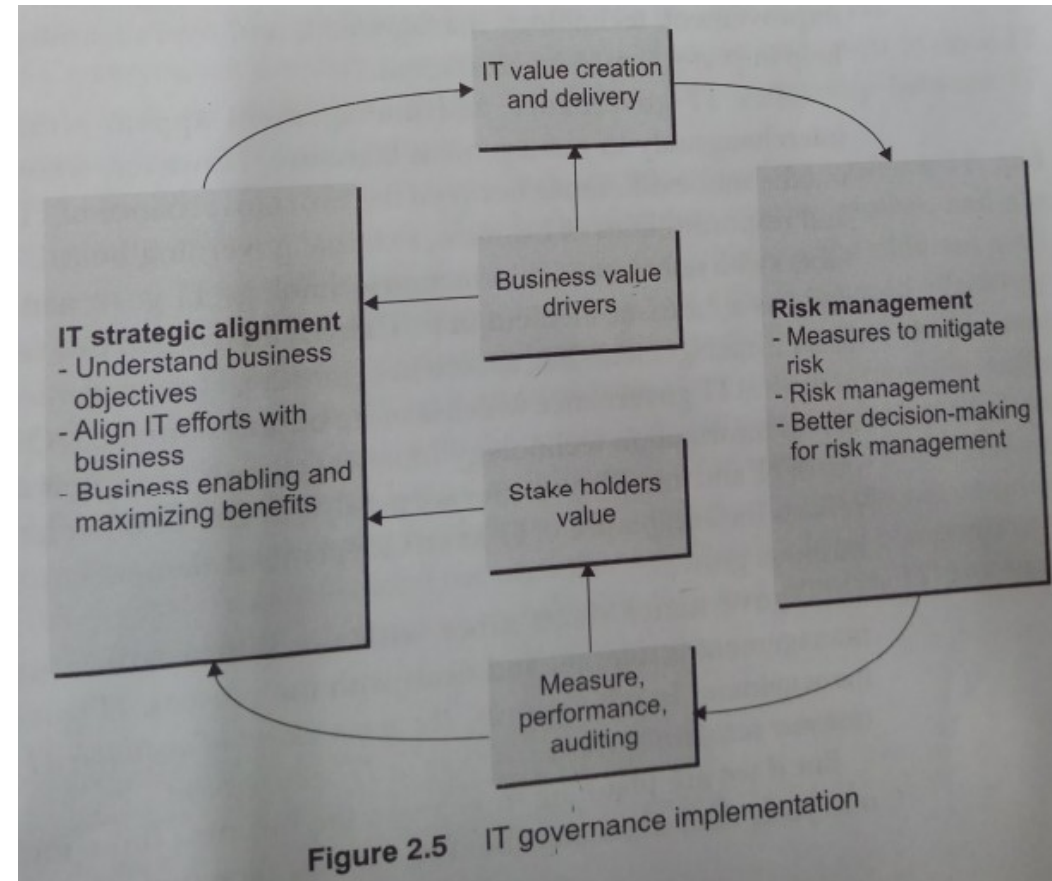 IT value creation
and delivery
Business value
drivers
IT strategic alignment
- Understand business
objectives
- Align IT efforts with
business
- Business enabling and
maximizing benefits
Risk management
- Measures to mitigate
risk
- Risk management
- Better decision-making
for risk management
Stake holders
value
Measure,
performance,
auditing
Figure 2.5 IT governance implementation